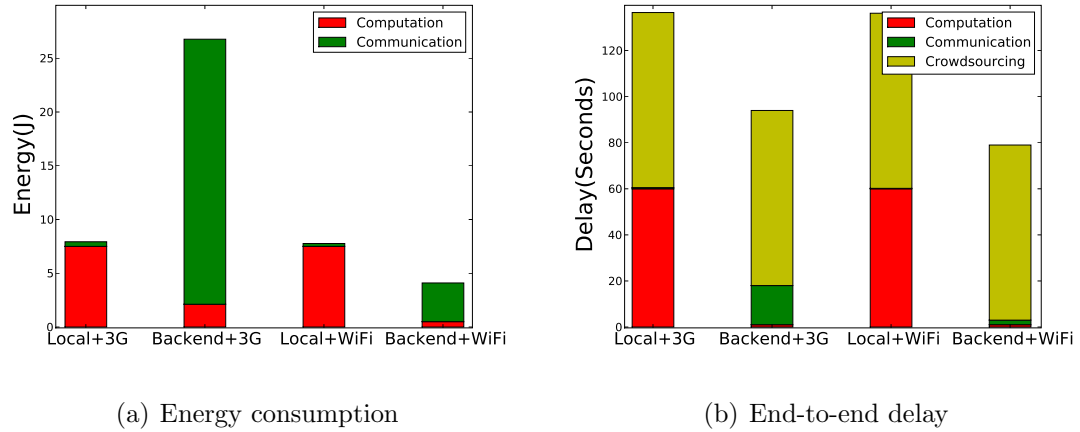 Energy(J)
25
20
15
10
5
0
Computation
Communication
Local+3G Backend+3G Local+WiFi Backend+WiFi
(a) Energy consumption
Delay(Seconds)
120
100
80
60
40
20
0
Computation
Communication
Crowdsourcing
Local+3G Backend+3G Local+WiFi Backend+WiFi
(b) End-to-end delay